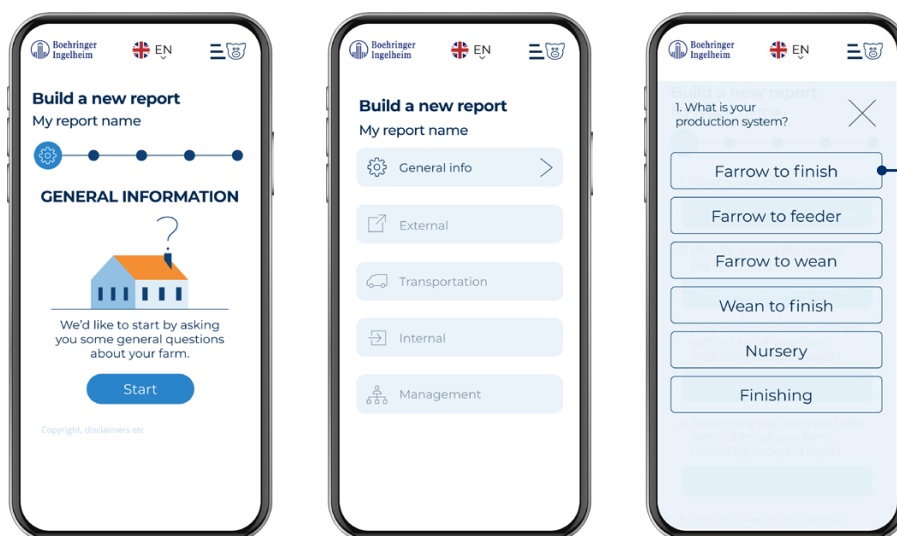 Boehringer
Ingelheim
EN
Build a new report
My report name
GENERAL INFORMATION
We'd like to start by asking
you some general questions
about your farm.
Start
Copyright, disclaimers etc
Boehringer
Ingelheim
EN
Build a new report
My report name
General info
External
Transportation
Internal
Management
Boehringer
Ingelheim
EN
Build a new report
1. What is your
production system?
Farrow to finish
Farrow to feeder
Farrow to wean
Wean to finish
Nursery
Finishing